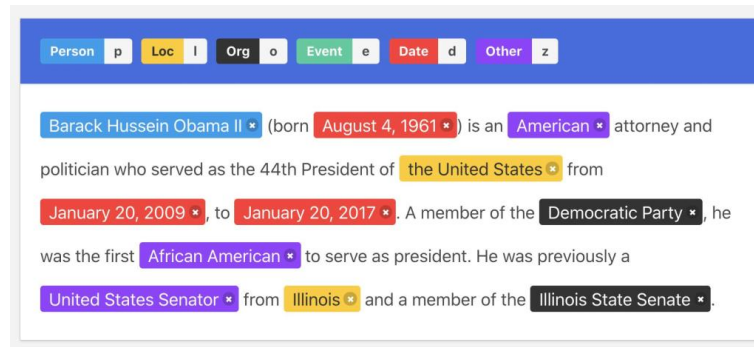 Person p Loc l Org o Event e Date d Other z
Barack Hussein Obama II (born August 4, 1961) is an American attorney and
politician who served as the 44th President of the United States from
January 20, 2009, to January 20, 2017. A member of the Democratic Party, he
was the first African American to serve as president. He was previously a
United States Senator from Illinois and a member of the Illinois State Senate.